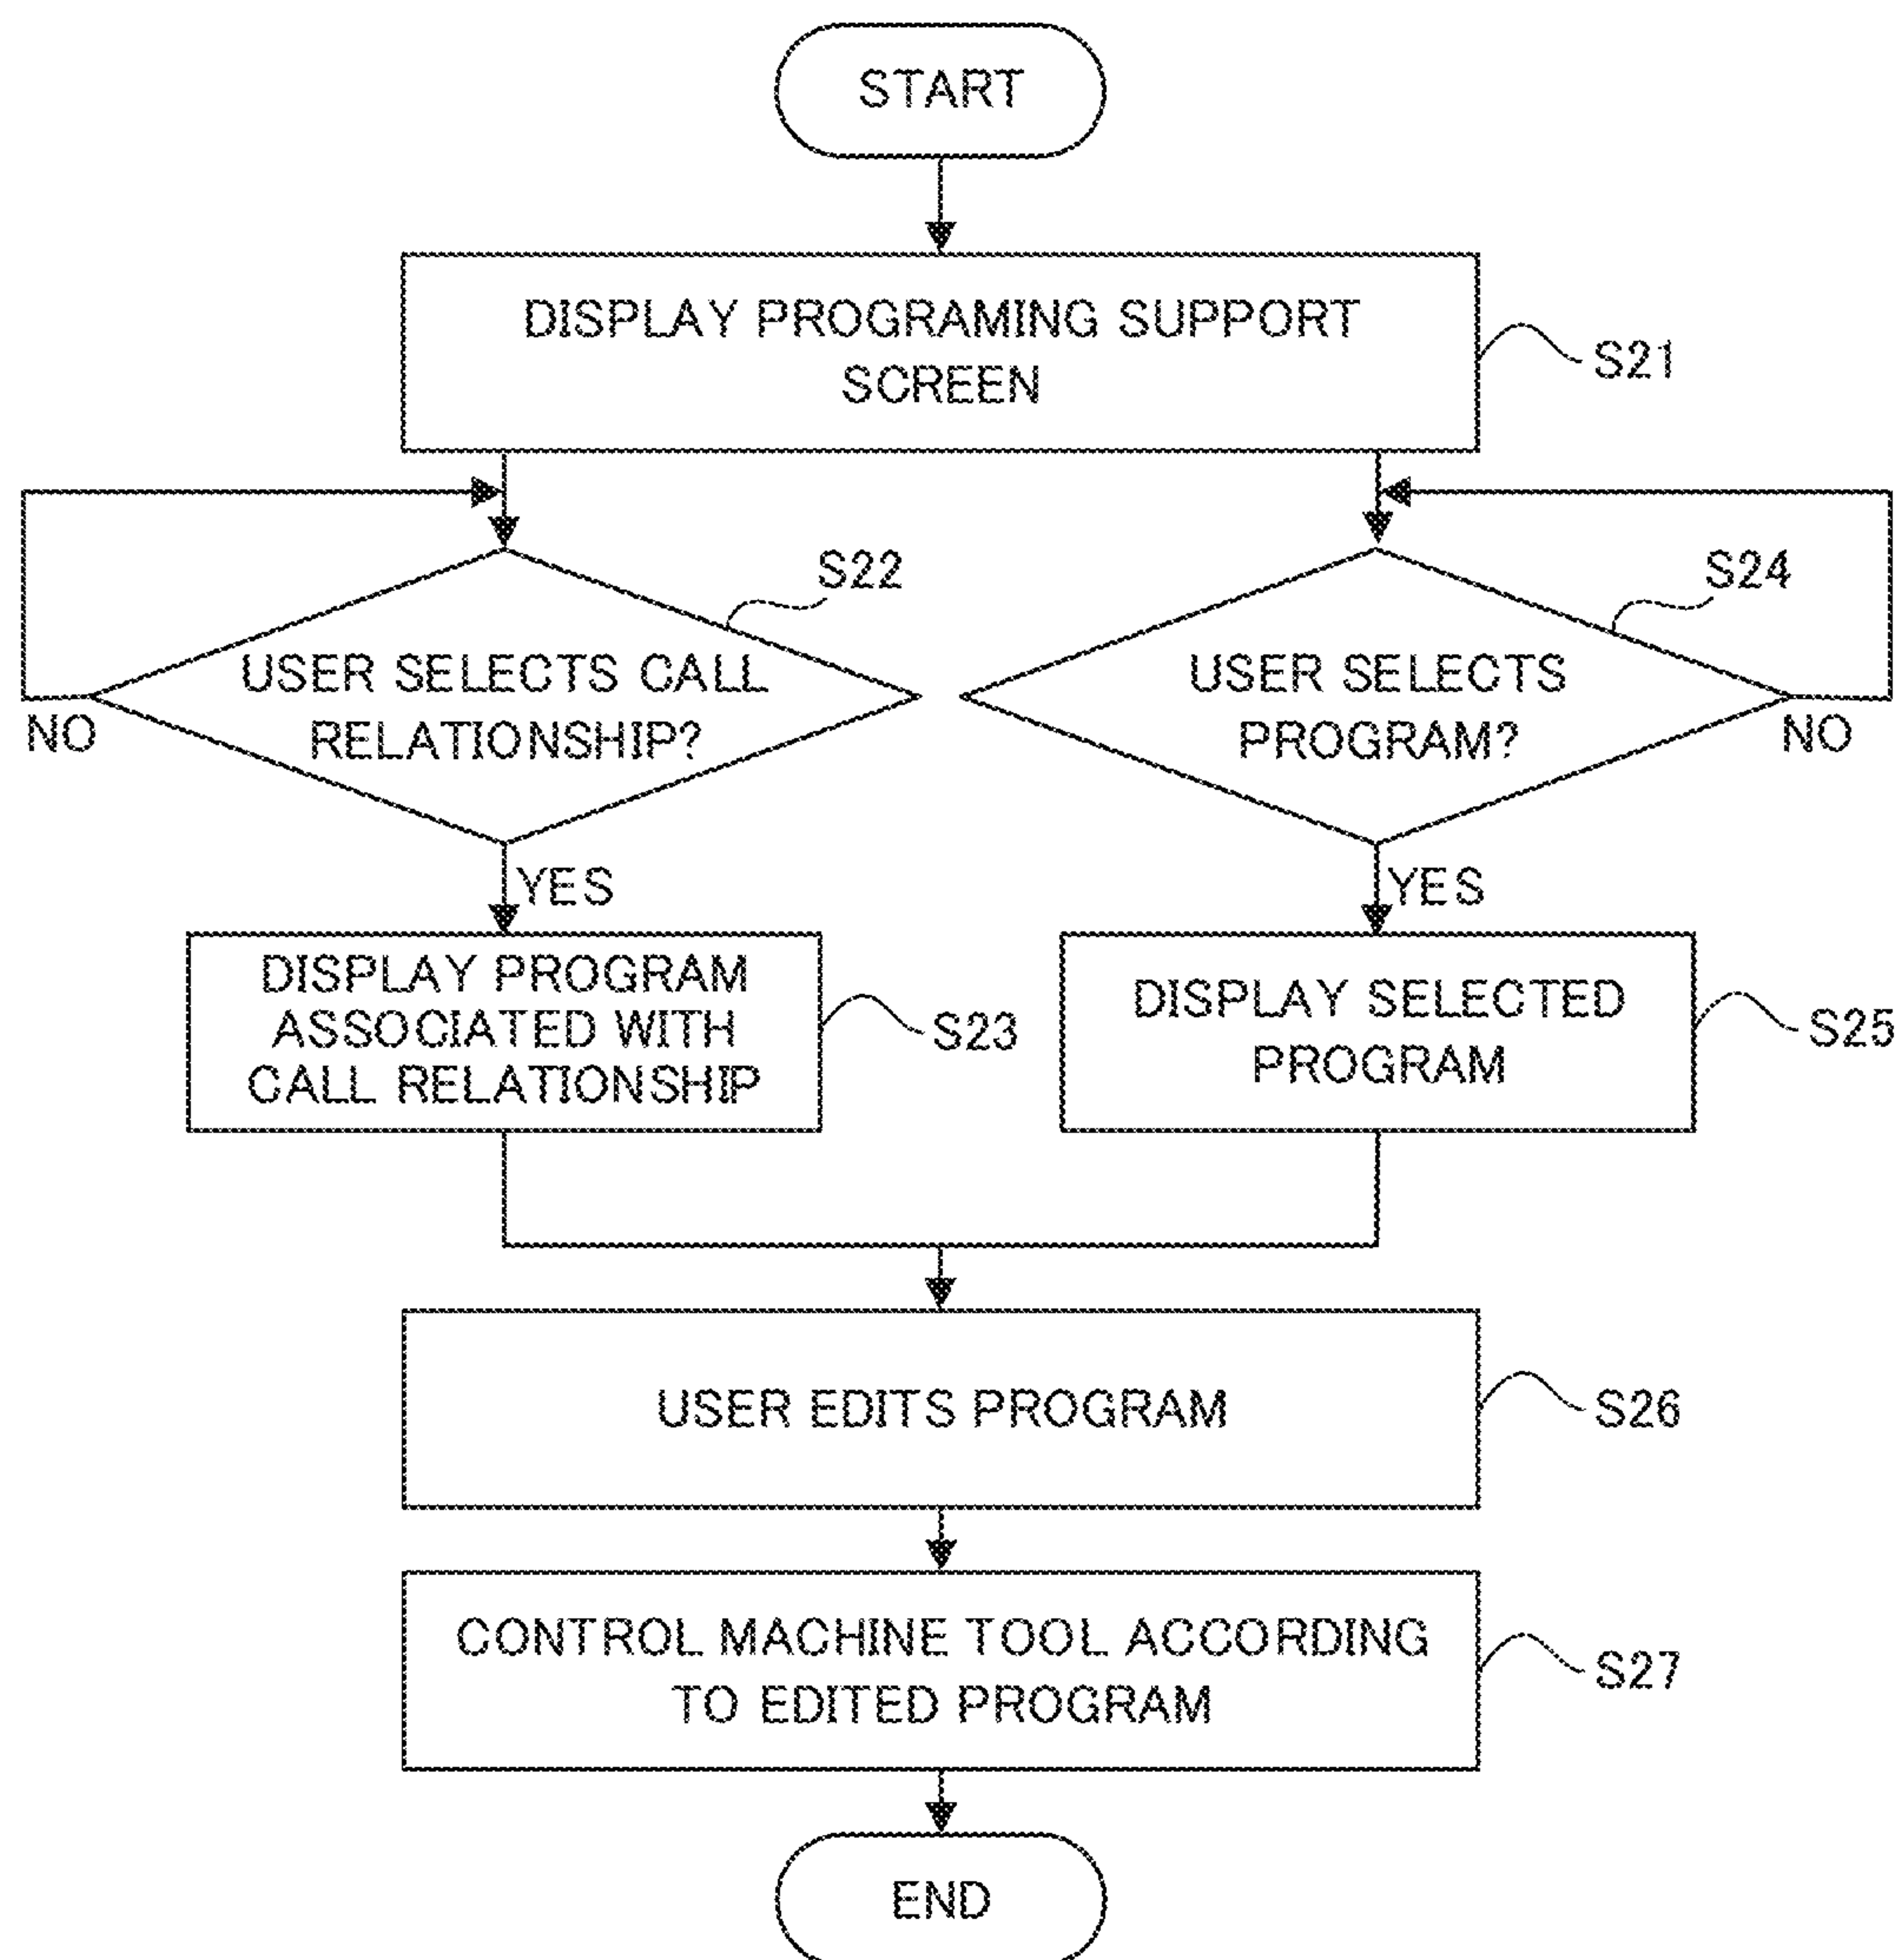 START
DISPLAY PROGRAMING SUPPORT
SCREEN
S21
S22
USER SELECTS CALL
RELATIONSHIP?
NO
YES
S24
USER SELECTS
PROGRAM?
NO
YES
DISPLAY PROGRAM
ASSOCIATED WITH
CALL RELATIONSHIP
S23
DISPLAY SELECTED
PROGRAM
S25
USER EDITS PROGRAM
S26
CONTROL MACHINE TOOL ACCORDING
TO EDITED PROGRAM
S27
END